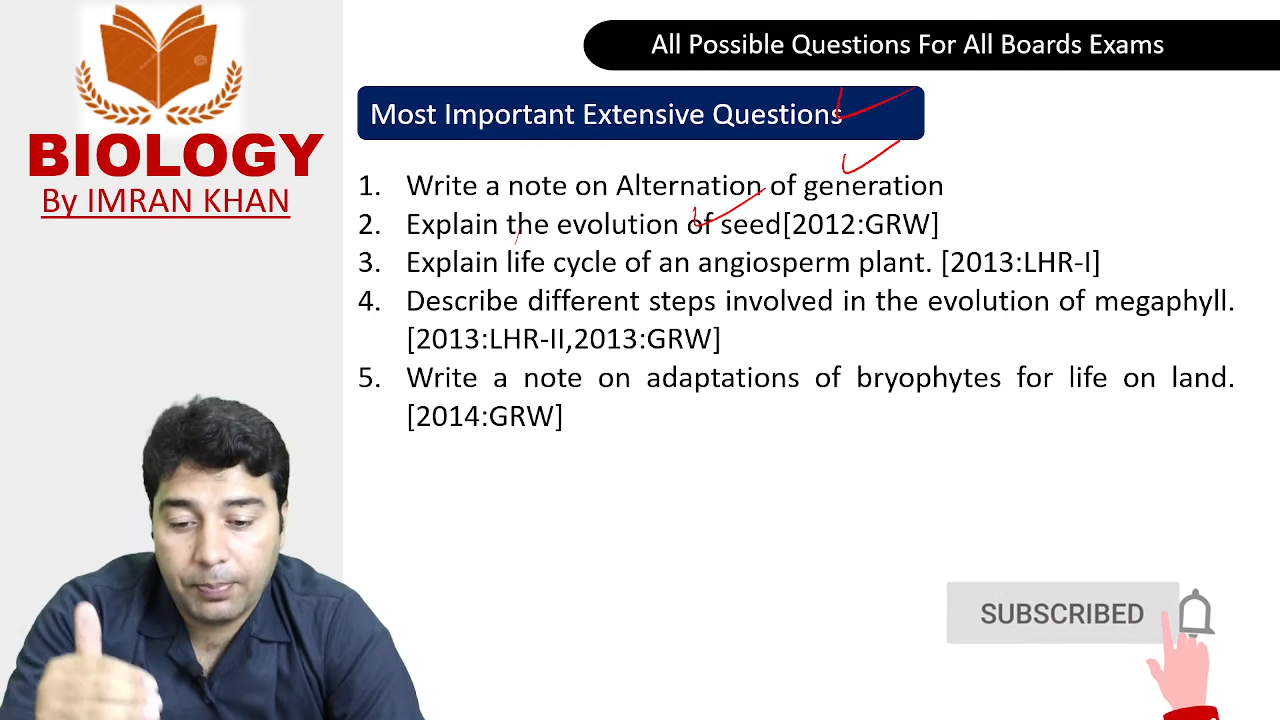 All Possible Questions For All Boards Exams
BIOLOGY
By IMRAN KHAN
Most Important Extensive Questions
1. Write a note on Alternation of generation
2. Explain the evolution of seed[2012:GRW]
3. Explain life cycle of an angiosperm plant. [2013:LHR-I]
4. Describe different steps involved in the evolution of megaphyll.
[2013:LHR-II,2013:GRW]
5. Write a note on adaptations of bryophytes for life on land.
[2014:GRW]
SUBSCRIBED